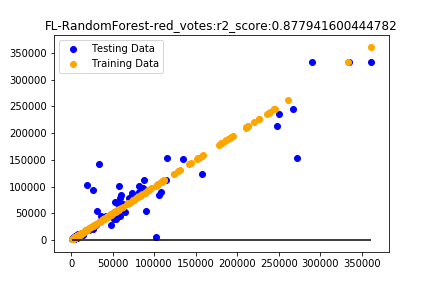 FL-RandomForest-red_votes:r2_score:0.877941600444782
Testing Data
Training Data
350000
300000
250000
200000
150000
100000
50000
0
0 50000 100000 150000 200000 250000 300000 350000